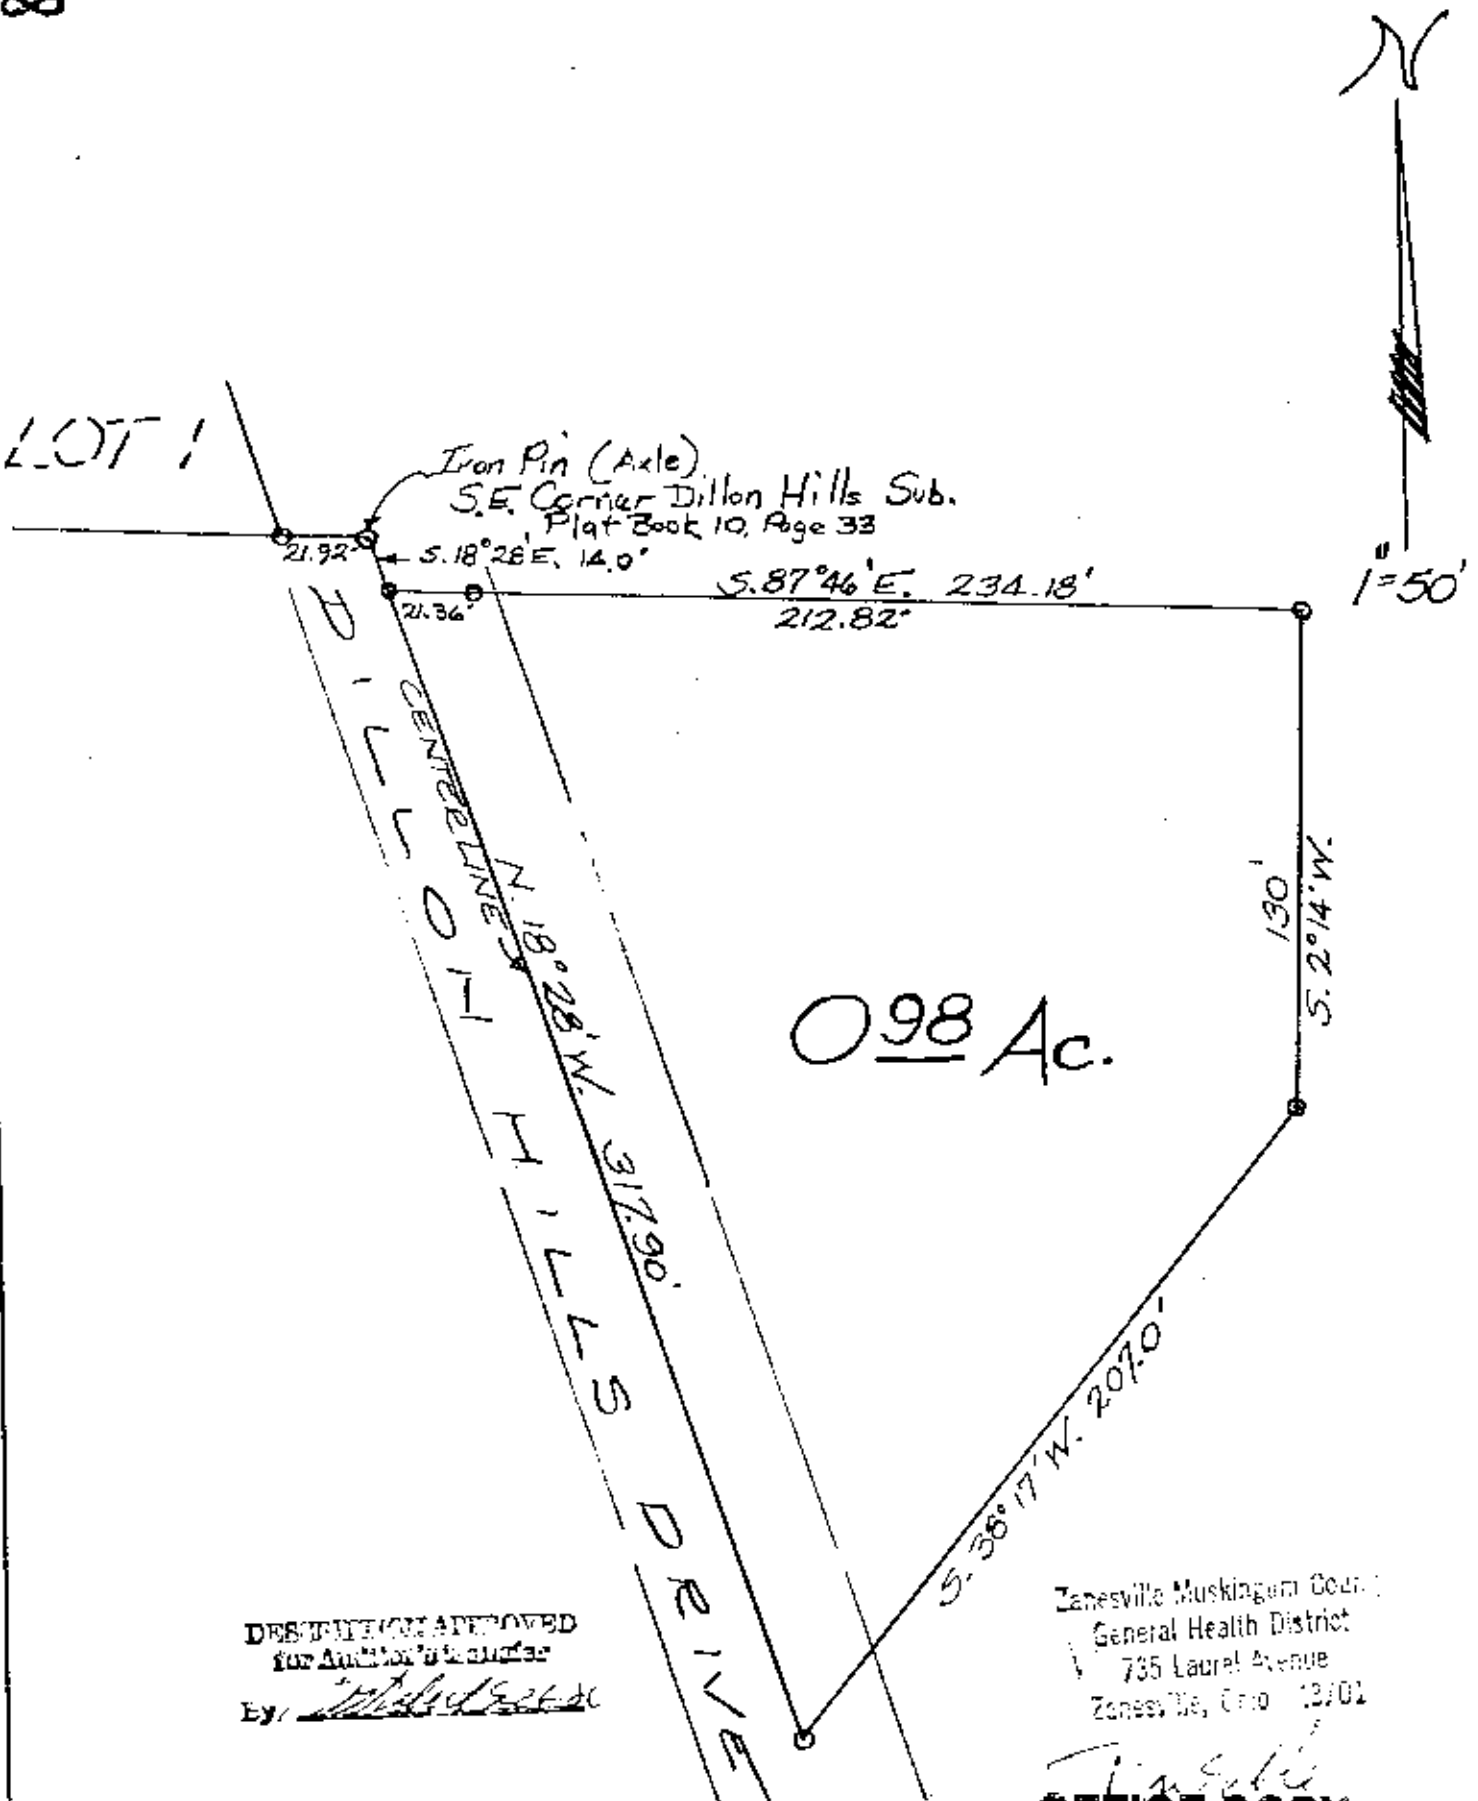 N
1"=50'
LOT 1
Iron Pin (Axle)
S.E. Corner Dillon Hills Sub.
Plat Book 10, Page 33
21.92'
S.18°28'E. 14.0'
S.87°46'E. 234.18'
21.36'
212.82'
CENTERLINE
N.18°28'W. 317.90'
DILLON HILLS DRIVE
130'
S.2°14'W.
0 98 Ac.
S.38°17'W. 207.0'
DESCRIPTION APPROVED
for Auditor's transfer
By,
Zanesville Muskingum
General Health District
735 Laurel Avenue
Zanesville,
OFFICE COPY